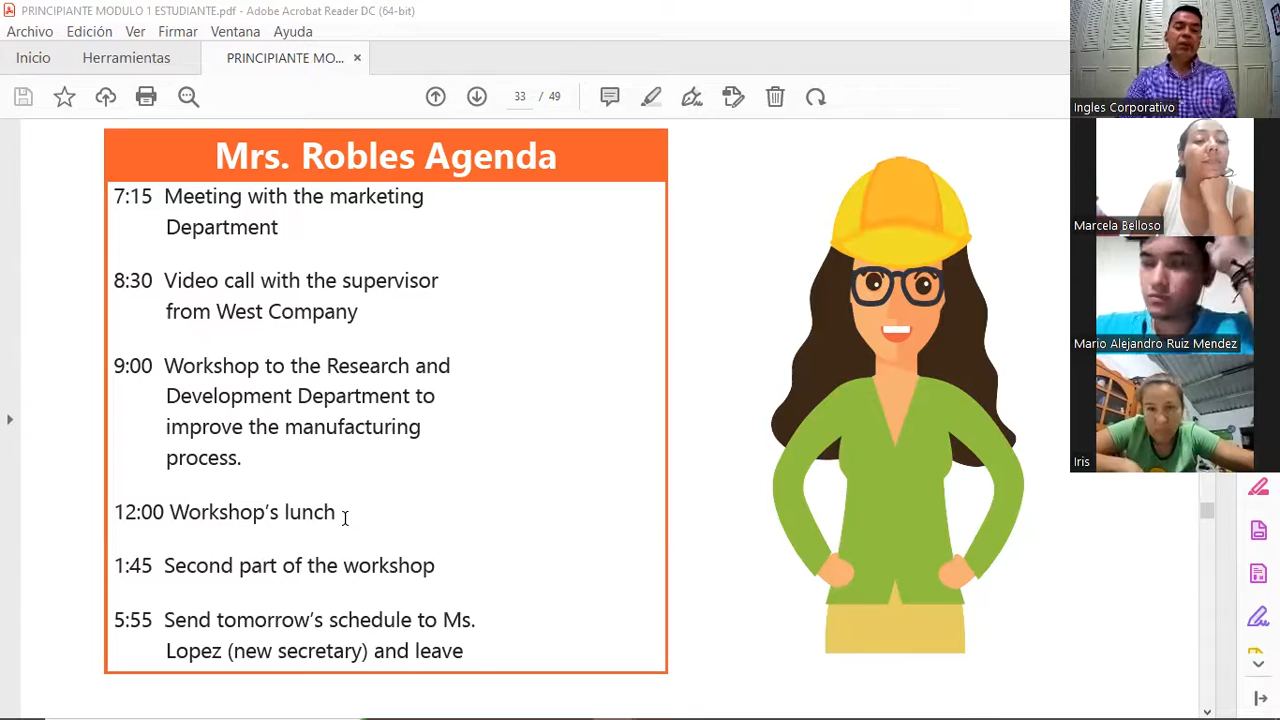 PRINCIPIANTE MODULO 1 ESTUDIANTE.pdf - Adobe Acrobat Reader DC (64-bit)
Archivo Edición Ver Firmar Ventana Ayuda
Inicio Herramientas PRINCIPIANTE MO... ×
33 / 49
Mrs. Robles Agenda
7:15 Meeting with the marketing
Department
8:30 Video call with the supervisor
from West Company
9:00 Workshop to the Research and
Development Department to
improve the manufacturing
process.
12:00 Workshop's lunch
1:45 Second part of the workshop
5:55 Send tomorrow's schedule to Ms.
Lopez (new secretary) and leave
Ingles Corporativo
Marcela Belloso
Mario Alejandro Ruiz Mendez
Iris